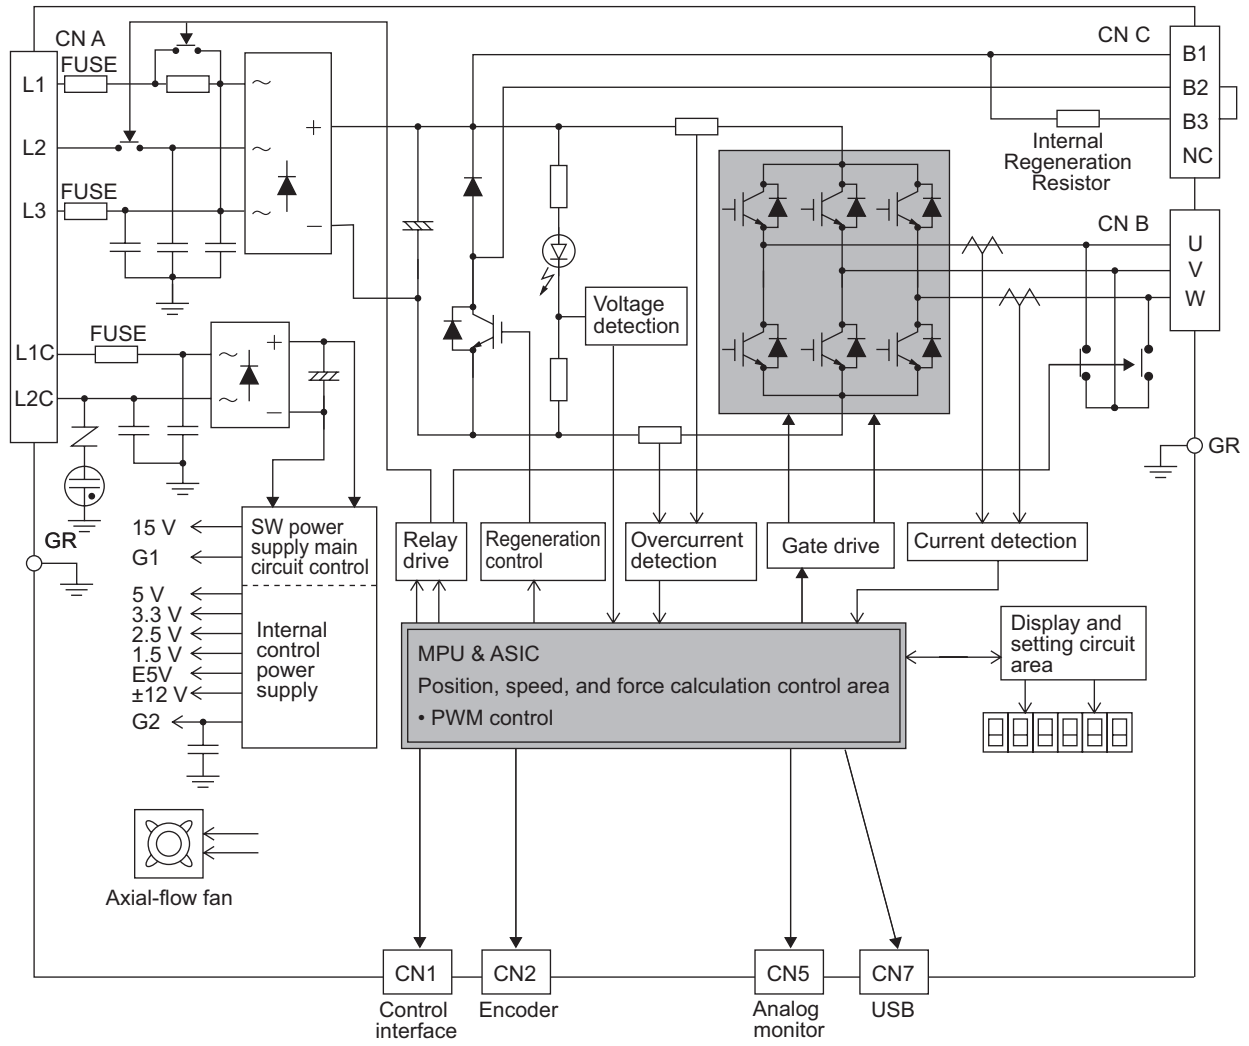 CN A
FUSE
L1
L2
FUSE
L3
FUSE
L1C
L2C
GR
+
−
+
−
CN C
B1
B2
B3
NC
Internal
Regeneration
Resistor
CN B
U
V
W
GR
Voltage
detection
15 V
G1
5 V
3.3 V
2.5 V
1.5 V
E5V
±12 V
G2
SW power
supply main
circuit control
Internal
control
power
supply
Relay
drive
Regeneration
control
Overcurrent
detection
Gate drive
Current detection
MPU & ASIC
Position, speed, and force calculation control area
• PWM control
Display and
setting circuit
area
Axial-flow fan
CN1
Control
interface
CN2
Encoder
CN5
Analog
monitor
CN7
USB